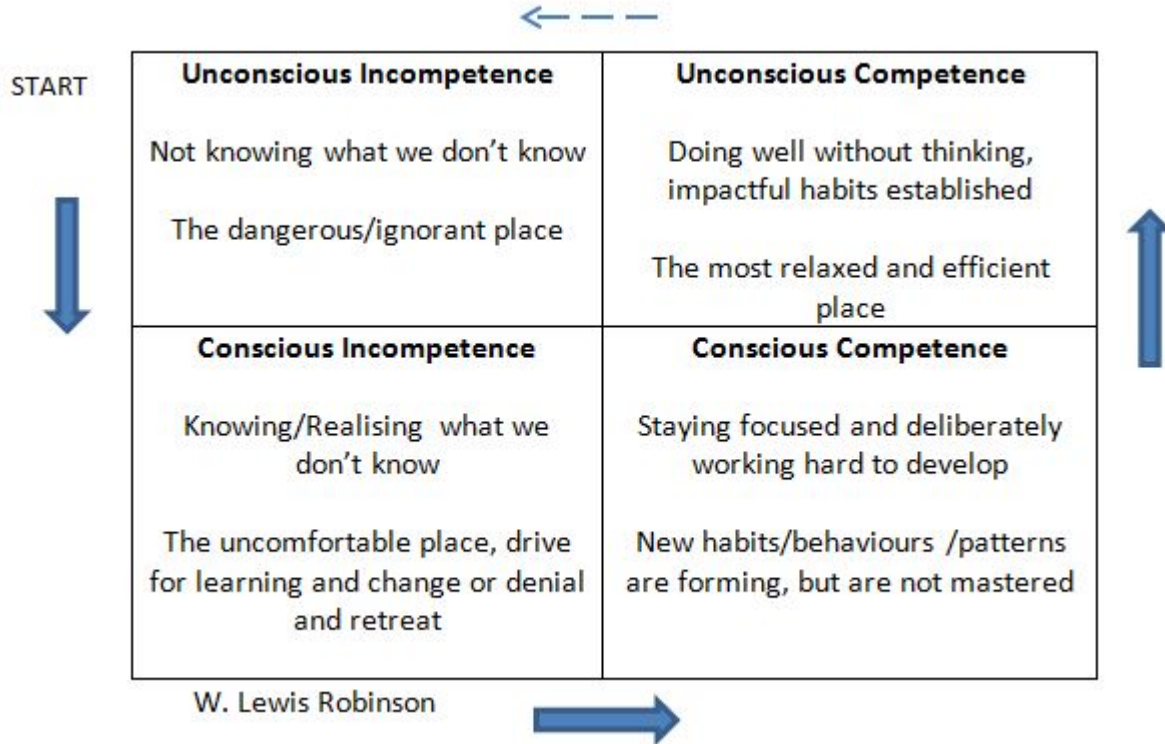 START
Unconscious Incompetence
Not knowing what we don't know
The dangerous/ignorant place
Unconscious Competence
Doing well without thinking,
impactful habits established
The most relaxed and efficient
place
Conscious Incompetence
Knowing/Realising what we
don't know
The uncomfortable place, drive
for learning and change or denial
and retreat
Conscious Competence
Staying focused and deliberately
working hard to develop
New habits/behaviours /patterns
are forming, but are not mastered
W. Lewis Robinson